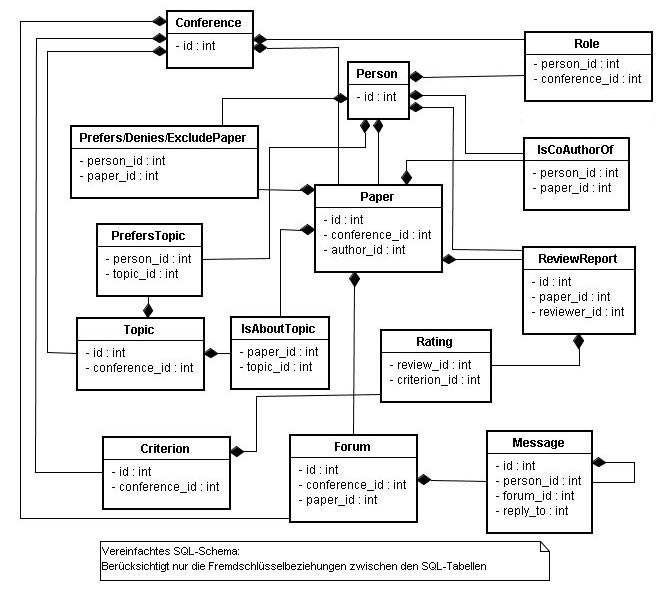 Conference
- id : int
Role
- person_id : int
- conference_id : int
Person
- id : int
Prefers/Denies/ExcludePaper
- person_id : int
- paper_id : int
IsCoAuthorOf
- person_id : int
- paper_id : int
Paper
- id : int
- conference_id : int
- author_id : int
PrefersTopic
- person_id : int
- topic_id : int
ReviewReport
- id : int
- paper_id : int
- reviewer_id : int
Topic
- id : int
- conference_id : int
IsAboutTopic
- paper_id : int
- topic_id : int
Rating
- review_id : int
- criterion_id : int
Criterion
- id : int
- conference_id : int
Forum
- id : int
- conference_id : int
- paper_id : int
Message
- id : int
- person_id : int
- forum_id : int
- reply_to : int
Vereinfachtes SQL-Schema:
Berücksichtigt nur die Fremdschlüsselbeziehungen zwischen den SQL-Tabellen